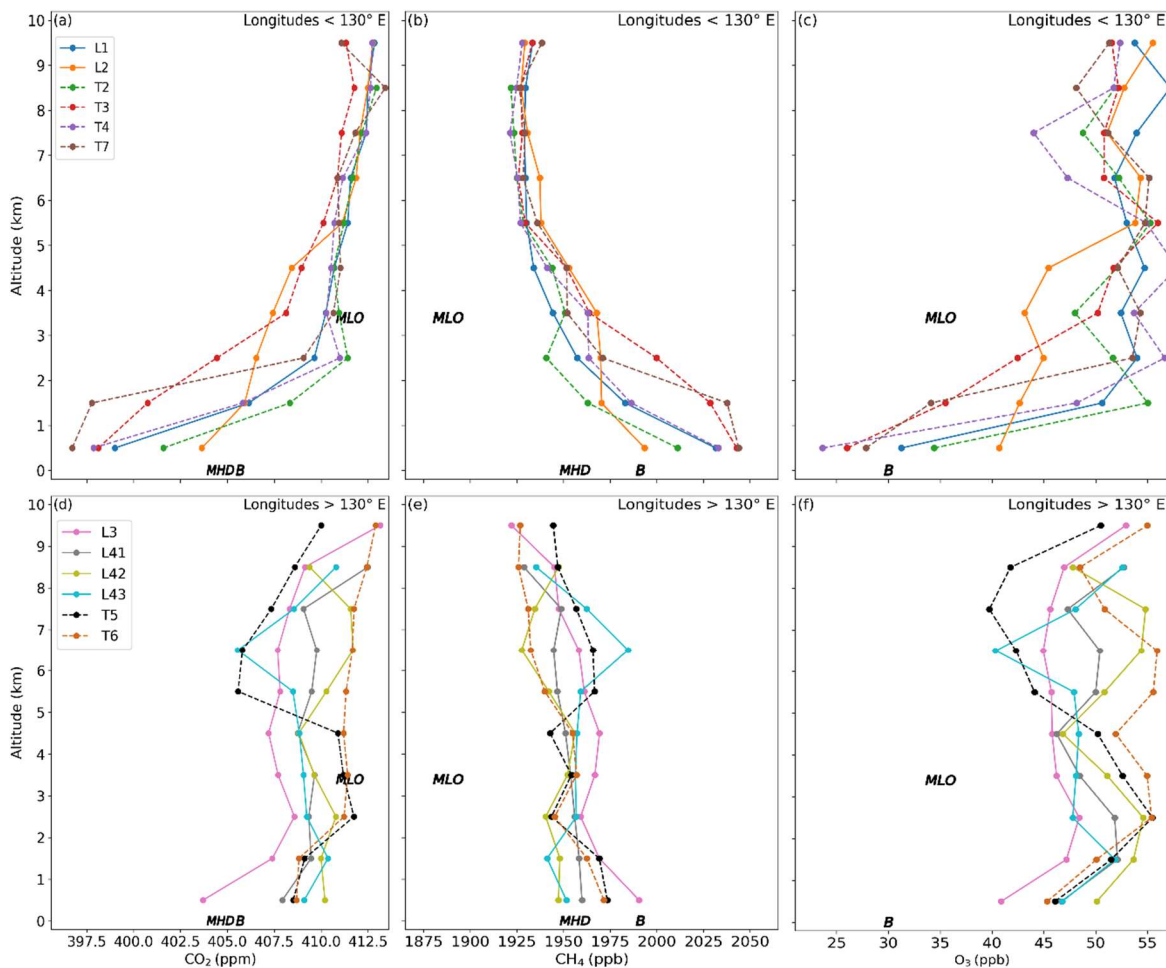 (a) Longitudes < 130° E
(b) Longitudes < 130° E
(c) Longitudes < 130° E
10
9
8
7
6
5
4
3
2
1
0
Altitude (km)
L1
L2
T2
T3
T4
T7
MLO
MLO
MLO
MHD B
MHD B
B
(d) Longitudes > 130° E
(e) Longitudes > 130° E
(f) Longitudes > 130° E
10
9
8
7
6
5
4
3
2
1
0
Altitude (km)
L3
L41
L42
L43
T5
T6
MLO
MLO
MLO
MHD B
MHD B
B
397.5 400.0 402.5 405.0 407.5 410.0 412.5
1875 1900 1925 1950 1975 2000 2025 2050
25 30 35 40 45 50 55
CO₂ (ppm)
CH₄ (ppb)
O₃ (ppb)